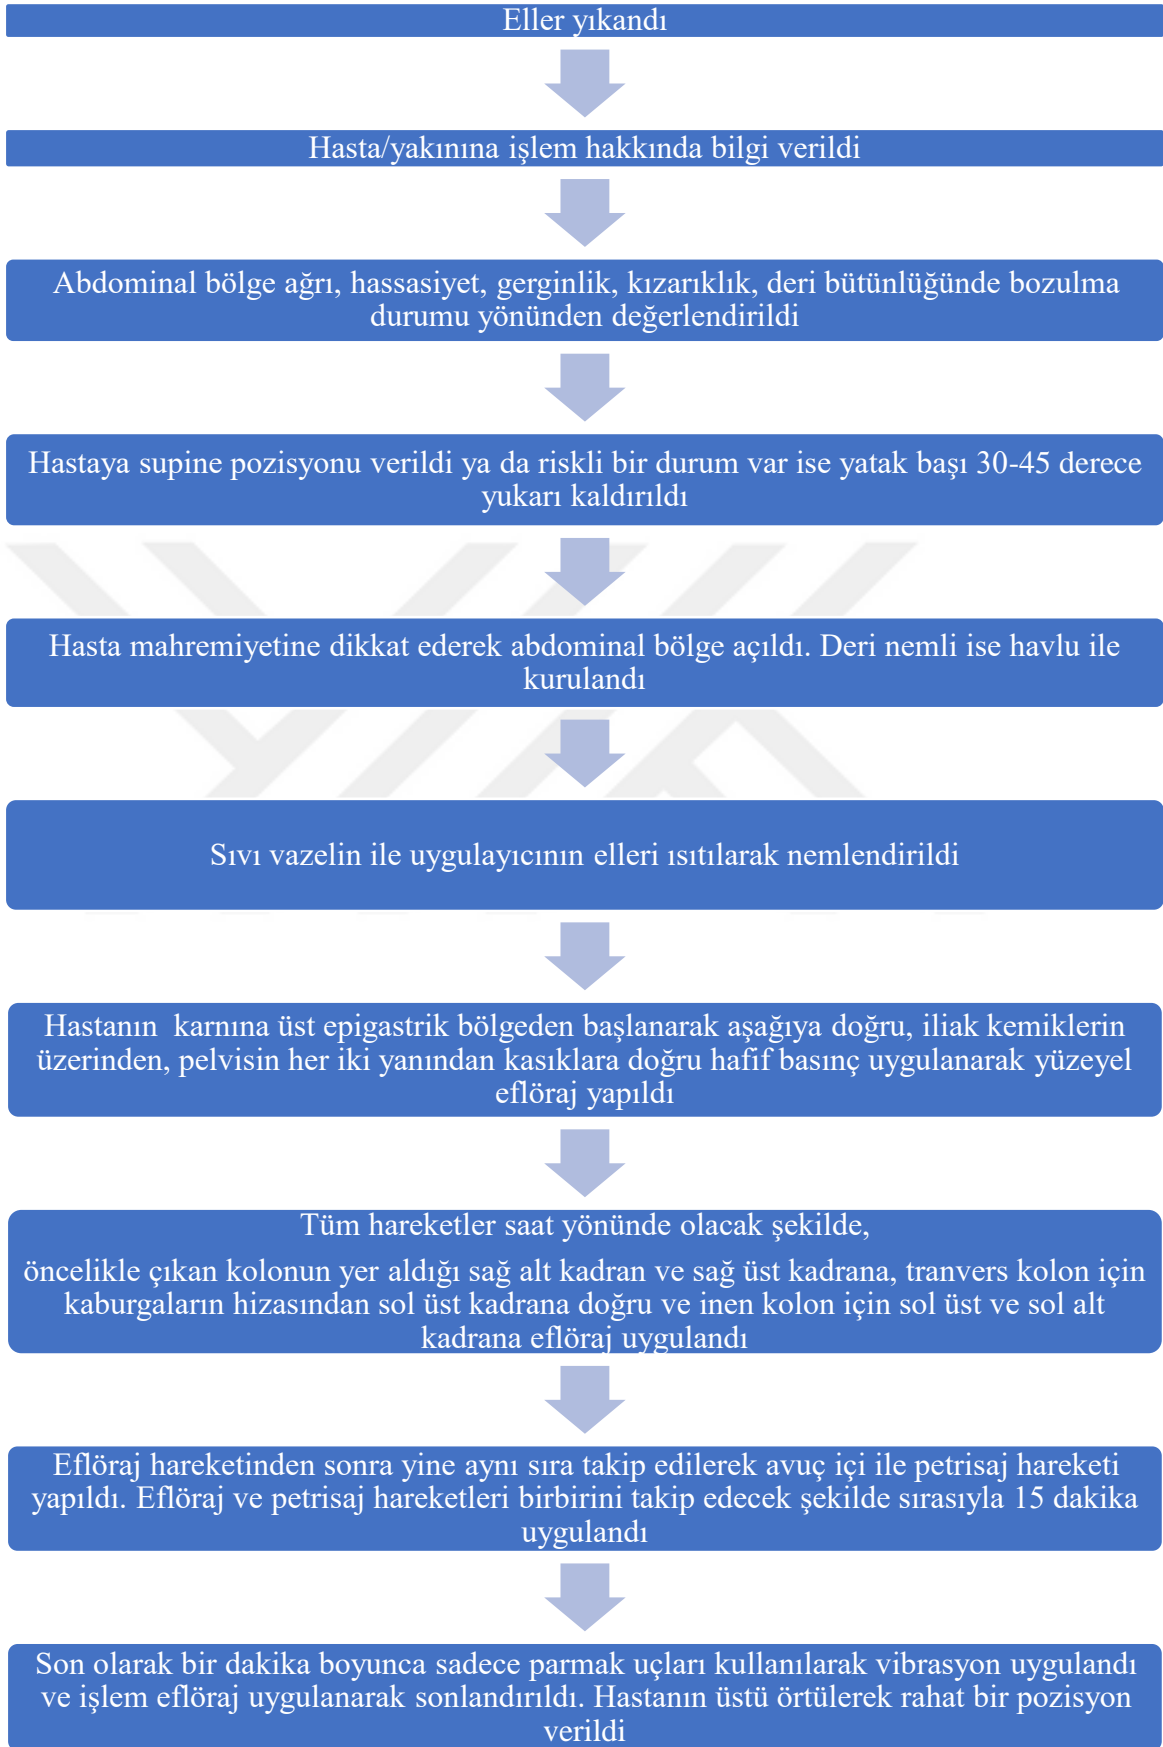 Eller yıkandı
Hasta/yakınına işlem hakkında bilgi verildi
Abdominal bölge ağrı, hassasiyet, gerginlik, kızarıklık, deri bütünlüğünde bozulma
durumu yönünden değerlendirildi
Hastaya supine pozisyonu verildi ya da riskli bir durum var ise yatak başı 30-45 derece
yukarı kaldırıldı
Hasta mahremiyetine dikkat ederek abdominal bölge açıldı. Deri nemli ise havlu ile
kurulandı
Sıvı vazelin ile uygulayıcının elleri ısıtılarak nemlendirildi
Hastanın karnına üst epigastrik bölgeden başlanarak aşağıya doğru, iliak kemiklerin
üzerinden, pelvisin her iki yanından kasıklara doğru hafif basınç uygulanarak yüzeyel
eflöraj yapıldı
Tüm hareketler saat yönünde olacak şekilde,
öncelikle çıkan kolonun yer aldığı sağ alt kadran ve sağ üst kadrana, tranvers kolon için
kaburgaların hizasından sol üst kadrana doğru ve inen kolon için sol üst ve sol alt
kadrana eflöraj uygulandı
Eflöraj hareketinden sonra yine aynı sıra takip edilerek avuç içi ile petrisaj hareketi
yapıldı. Eflöraj ve petrisaj hareketleri birbirini takip edecek şekilde sırasıyla 15 dakika
uygulandı
Son olarak bir dakika boyunca sadece parmak uçları kullanılarak vibrasyon uygulandı
ve işlem eflöraj uygulanarak sonlandırıldı. Hastanın üstü örtülerek rahat bir pozisyon
verildi